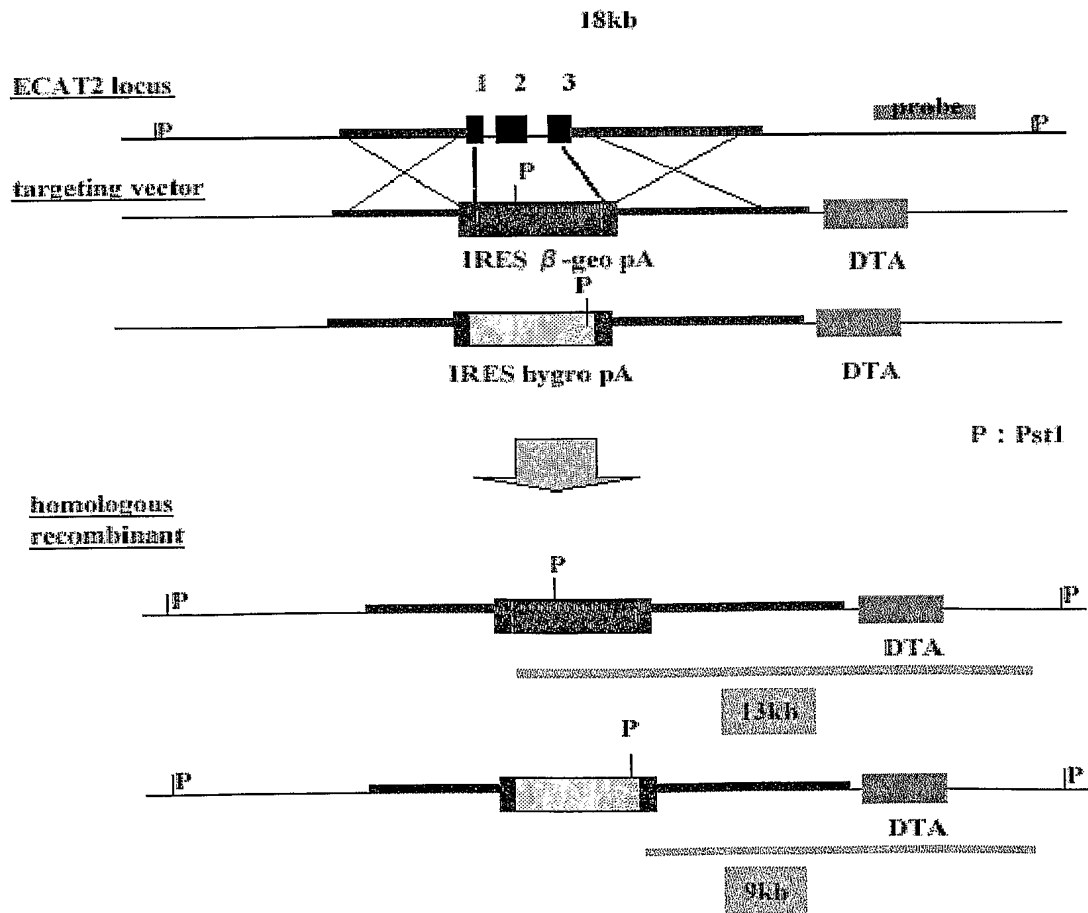 18kb
ECAT2 locus
1 2 3
probe
P
P
P
targeting vector
IRES β-geo pA
DTA
P
IRES hygro pA
DTA
P : Pst1
homologous
recombinant
P
P
P
DTA
13kb
P
P
P
DTA
9kb